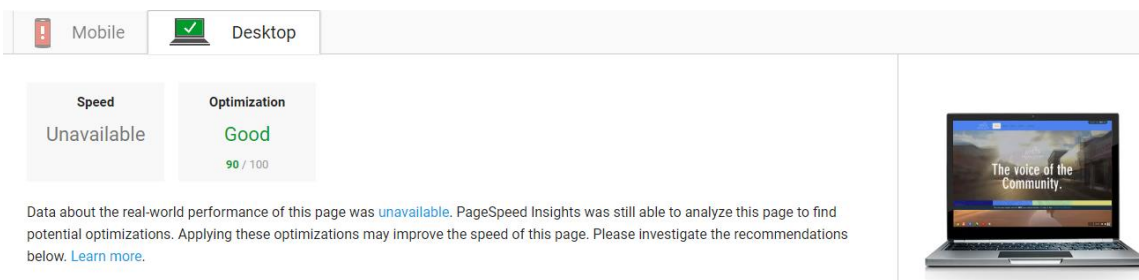 Mobile
Desktop
Speed
Unavailable
Optimization
Good
90 / 100
Data about the real-world performance of this page was unavailable. PageSpeed Insights was still able to analyze this page to find
potential optimizations. Applying these optimizations may improve the speed of this page. Please investigate the recommendations
below. Learn more.
The voice of the
Community.